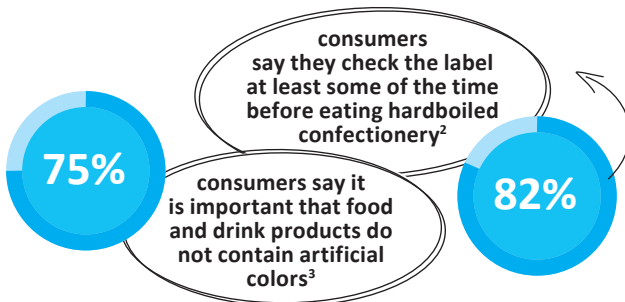 consumers
say they check the label
at least some of the time
before eating hardboiled
confectionery²
75%
consumers say it
is important that food
and drink products do
not contain artificial
colors³
82%